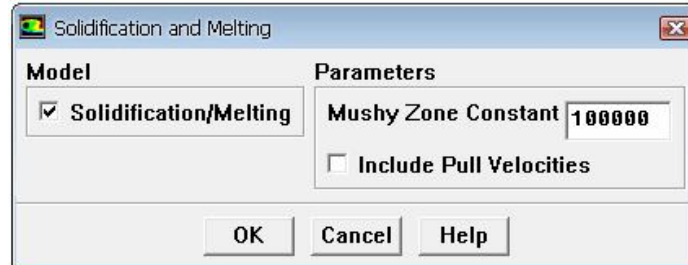 Solidification and Melting
Model
Parameters
Solidification/Melting
Mushy Zone Constant 100000
Include Pull Velocities
OK Cancel Help